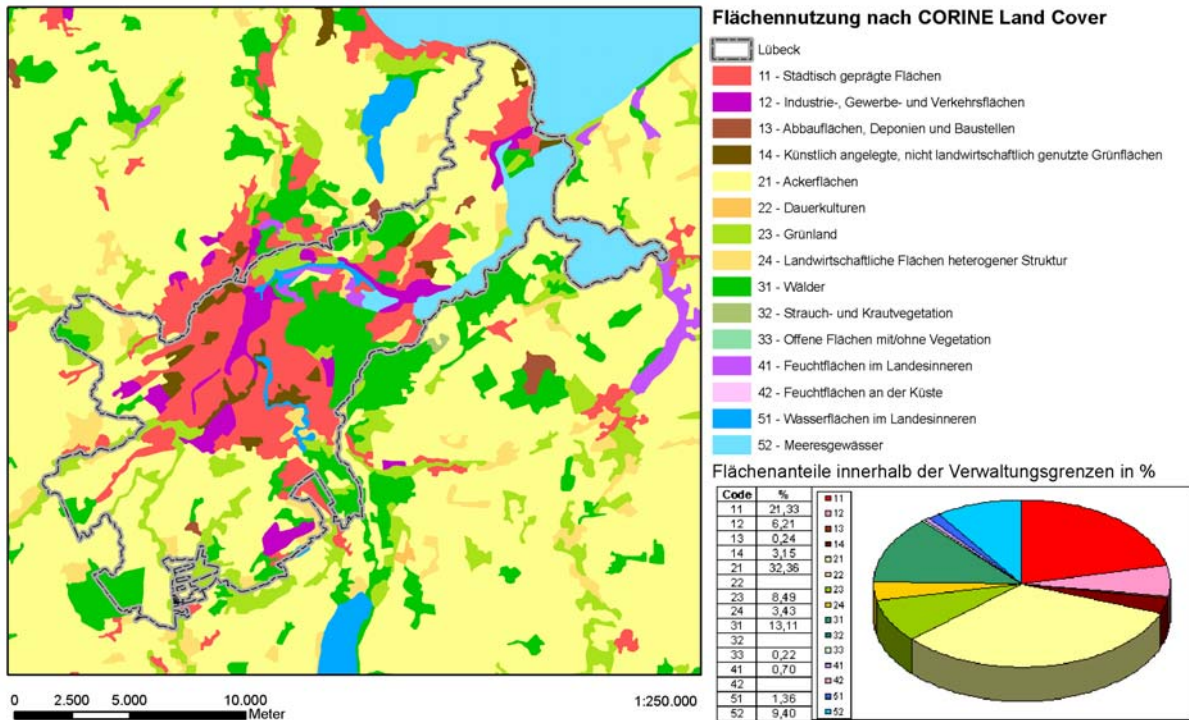 Flächennutzung nach CORINE Land Cover
Lübeck
11 - Städtisch geprägte Flächen
12 - Industrie-, Gewerbe- und Verkehrsflächen
13 - Abbauflächen, Deponien und Baustellen
14 - Künstlich angelegte, nicht landwirtschaftlich genutzte Grünflächen
21 - Ackerflächen
22 - Dauerkulturen
23 - Grünland
24 - Landwirtschaftliche Flächen heterogener Struktur
31 - Wälder
32 - Strauch- und Krautvegetation
33 - Offene Flächen mit/ohne Vegetation
41 - Feuchtflächen im Landesinneren
42 - Feuchtflächen an der Küste
51 - Wasserflächen im Landesinneren
52 - Meeresgewässer
Flächenanteile innerhalb der Verwaltungsgrenzen in %
Code %
11 21,33
12 6,21
13 0,24
14 3,15
21 32,36
22
23 8,49
24 3,43
31 13,11
32
33 0,22
41 0,70
42
51 1,36
52 9,40
11
12
13
14
21
22
23
24
31
32
33
41
42
51
52
0 2.500 5.000 10.000
Meter
1:250.000